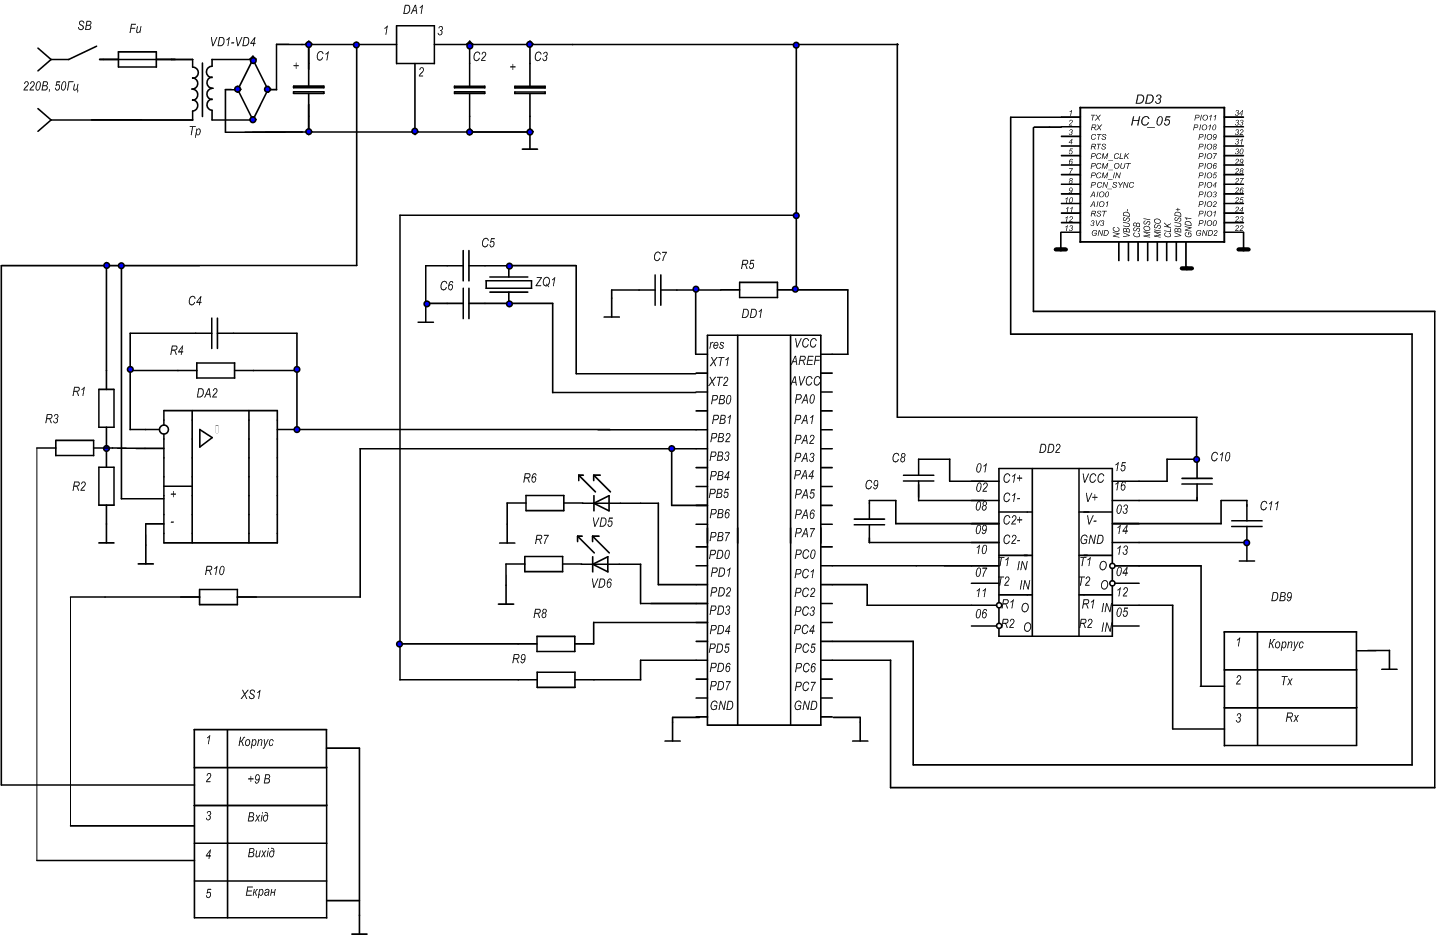 SB
Fu
VD1-VD4
220В, 50Гц
Тр
+
C1
DA1
1
3
2
C2
+
C3
DD3
HC_05
1 TX
2 RX
3 CTS
4 RTS
5 PCM_CLK
6 PCM_OUT
7 PCM_IN
8 PCN_SYNC
9 AIO0
10 AIO1
11 RST
12 3V3
13 GND
PIO11 34
PIO10 33
PIO9 32
PIO8 31
PIO7 30
PIO6 29
PIO5 28
PIO4 27
PIO3 26
PIO2 25
PIO1 24
PIO0 23
GND2 22
NC
VBUSD-
CSB
MOSI
MISO
CLK
VBUSD+
GND1
C5
C6
ZQ1
C7
R5
DD1
res
XT1
XT2
PB0
PB1
PB2
PB3
PB4
PB5
PB6
PB7
PD0
PD1
PD2
PD3
PD4
PD5
PD6
PD7
GND
VCC
AREF
AVCC
PA0
PA1
PA2
PA3
PA4
PA5
PA6
PA7
PC0
PC1
PC2
PC3
PC4
PC5
PC6
PC7
GND
C4
R4
DA2
R1
R3
R2
+
-
R6
VD5
R7
VD6
R8
R9
R10
DD2
C8
C9
C10
C11
01 C1+
02 C1-
08 C2+
09 C2-
10 T1 IN
07 T2 IN
11 R1 O
06 R2 O
VCC 15
V+ 16
V- 03
GND 14
T1 O 13
T2 O 04
R1 IN 12
R2 IN 05
DB9
1 Корпус
2 Tx
3 Rx
XS1
1 Корпус
2 +9 В
3 Вхід
4 Вихід
5 Екран